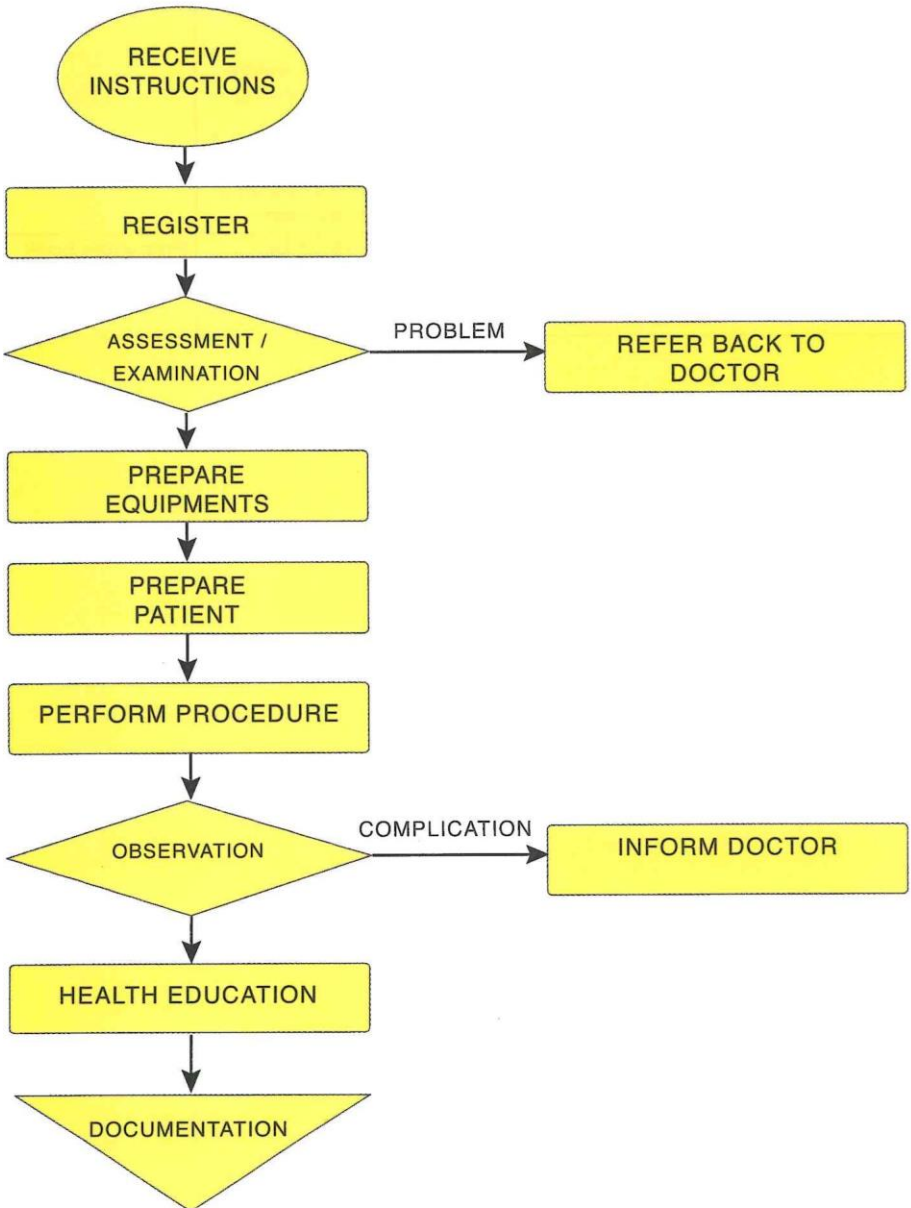 RECEIVE
INSTRUCTIONS
REGISTER
ASSESSMENT /
EXAMINATION
PROBLEM
REFER BACK TO
DOCTOR
PREPARE
EQUIPMENTS
PREPARE
PATIENT
PERFORM PROCEDURE
OBSERVATION
COMPLICATION
INFORM DOCTOR
HEALTH EDUCATION
DOCUMENTATION